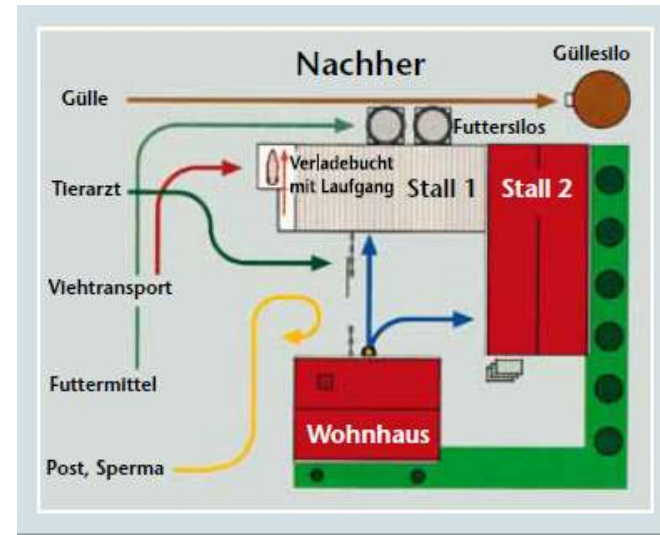 Nachher
Güllesilo
Gülle
Futtersilos
Verladebucht
mit Laufgang
Stall 1
Stall 2
Tierarzt
Viehtransport
Futtermittel
Wohnhaus
Post, Sperma